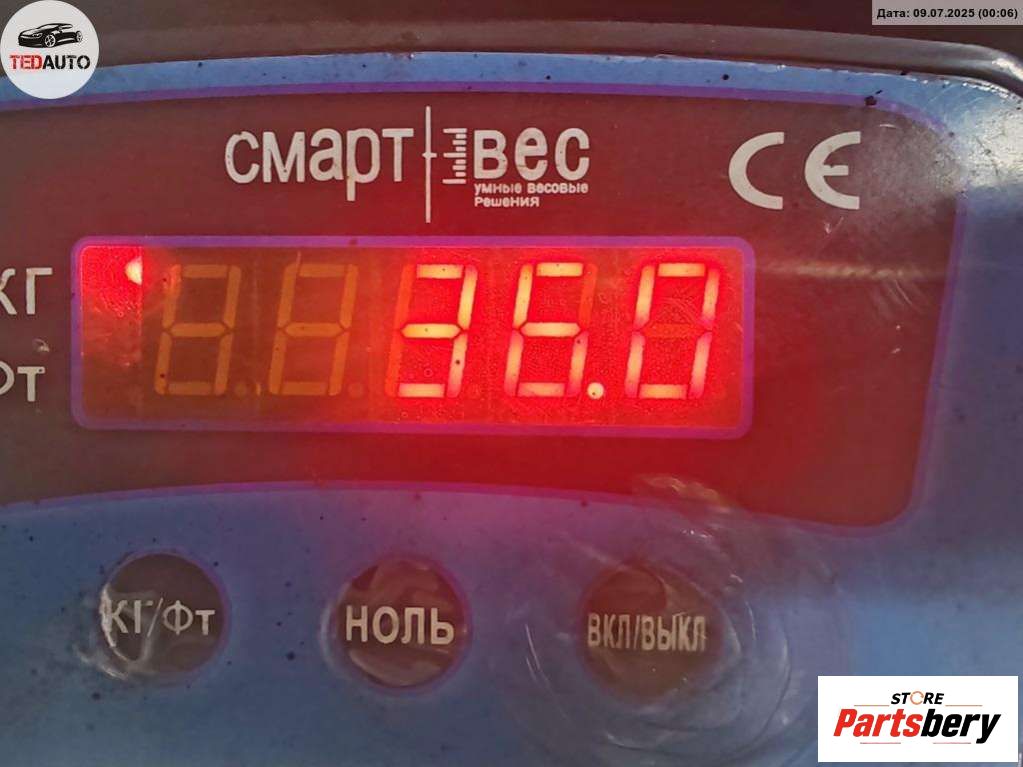 TEDAUTO
Дата: 09.07.2025 (00:06)
смарт вес
умные весовые
решения
CE
кг
фт
36.0
КГ/Фт
НОЛЬ
ВКЛ/ВЫКЛ
STORE
Partsbery